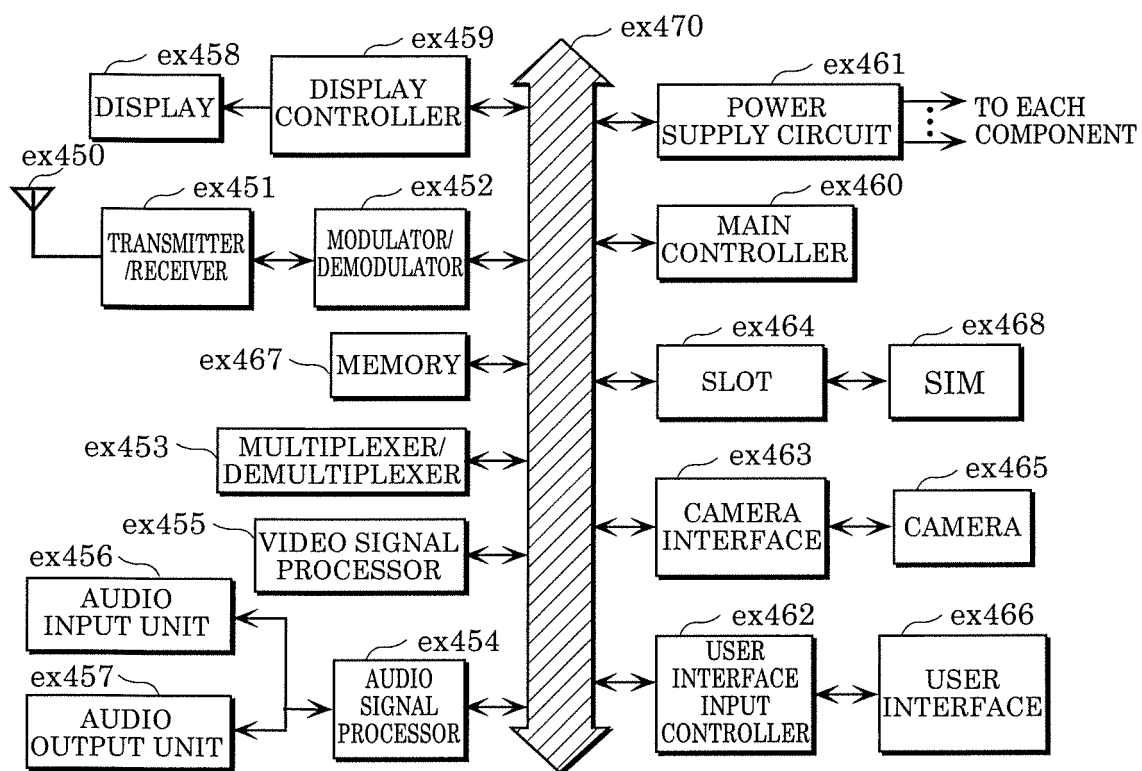 ex470
ex459
ex458
DISPLAY
DISPLAY
CONTROLLER
ex461
POWER
SUPPLY CIRCUIT
TO EACH
COMPONENT
ex450
ex451
TRANSMITTER
/RECEIVER
ex452
MODULATOR/
DEMODULATOR
ex460
MAIN
CONTROLLER
ex467
MEMORY
ex464
SLOT
ex468
SIM
ex453
MULTIPLEXER/
DEMULTIPLEXER
ex463
CAMERA
INTERFACE
ex465
CAMERA
ex455
VIDEO SIGNAL
PROCESSOR
ex456
AUDIO
INPUT UNIT
ex457
AUDIO
OUTPUT UNIT
ex454
AUDIO
SIGNAL
PROCESSOR
ex462
USER
INTERFACE
INPUT
CONTROLLER
ex466
USER
INTERFACE